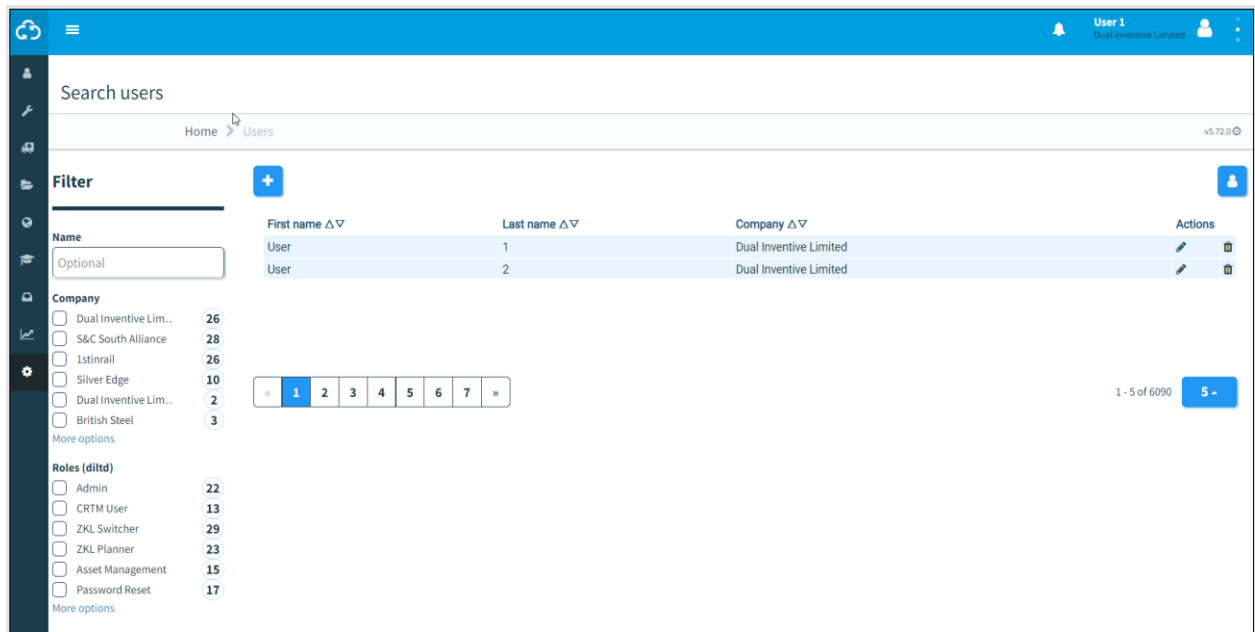 User 1
Dual Inventive Limited
Search users
Home Users
v5.72.0
Filter
Name
Optional
Company
Dual Inventive Lim.. 26
S&C South Alliance 28
1stinrail 26
Silver Edge 10
Dual Inventive Lim.. 2
British Steel 3
More options
Roles (diltd)
Admin 22
CRTM User 13
ZKL Switcher 29
ZKL Planner 23
Asset Management 15
Password Reset 17
More options
+
First name △▽ Last name △▽ Company △▽ Actions
User 1 Dual Inventive Limited
User 2 Dual Inventive Limited
« 1 2 3 4 5 6 7 »
1 - 5 of 6090 5